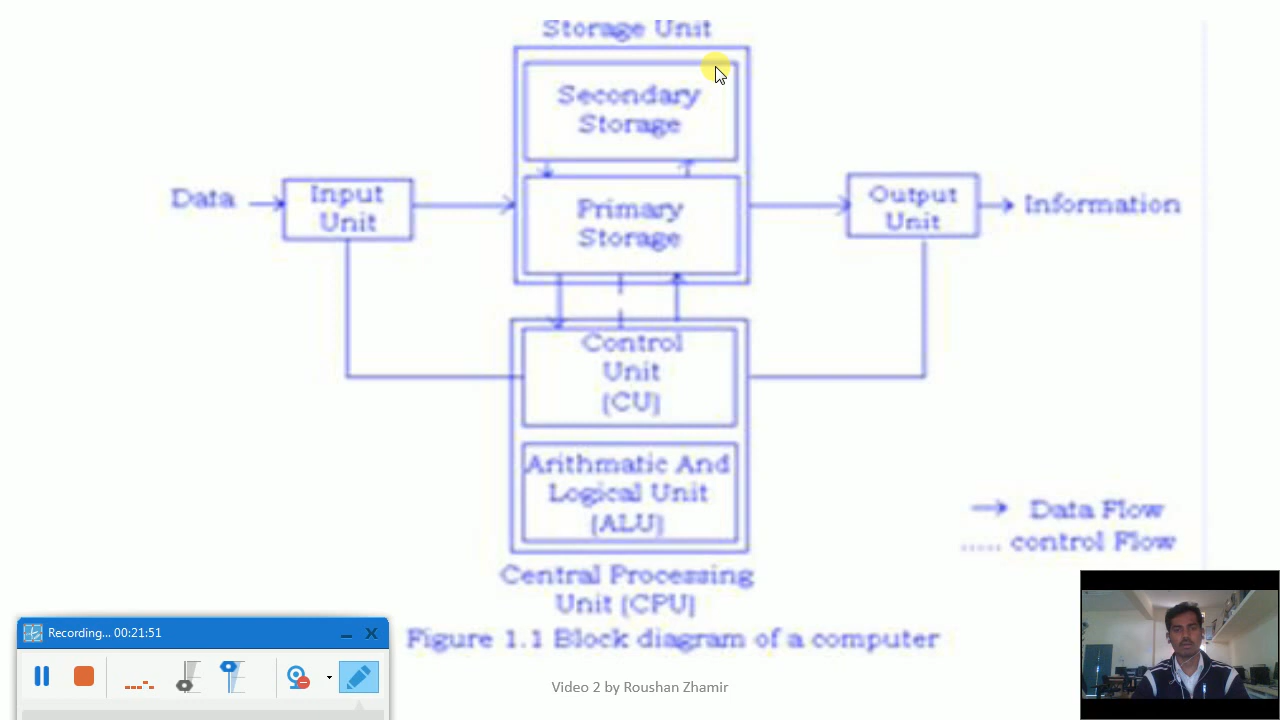 Storage Unit
Secondary
Storage
Data
Input
Unit
Primary
Storage
Output
Unit
Information
Control
Unit
(CU)
Arithmatic And
Logical Unit
(ALU)
Data Flow
..... control Flow
Central Processing
Unit (CPU)
Figure 1.1 Block diagram of a computer
Recording... 00:21:51
Video 2 by Roushan Zhamir